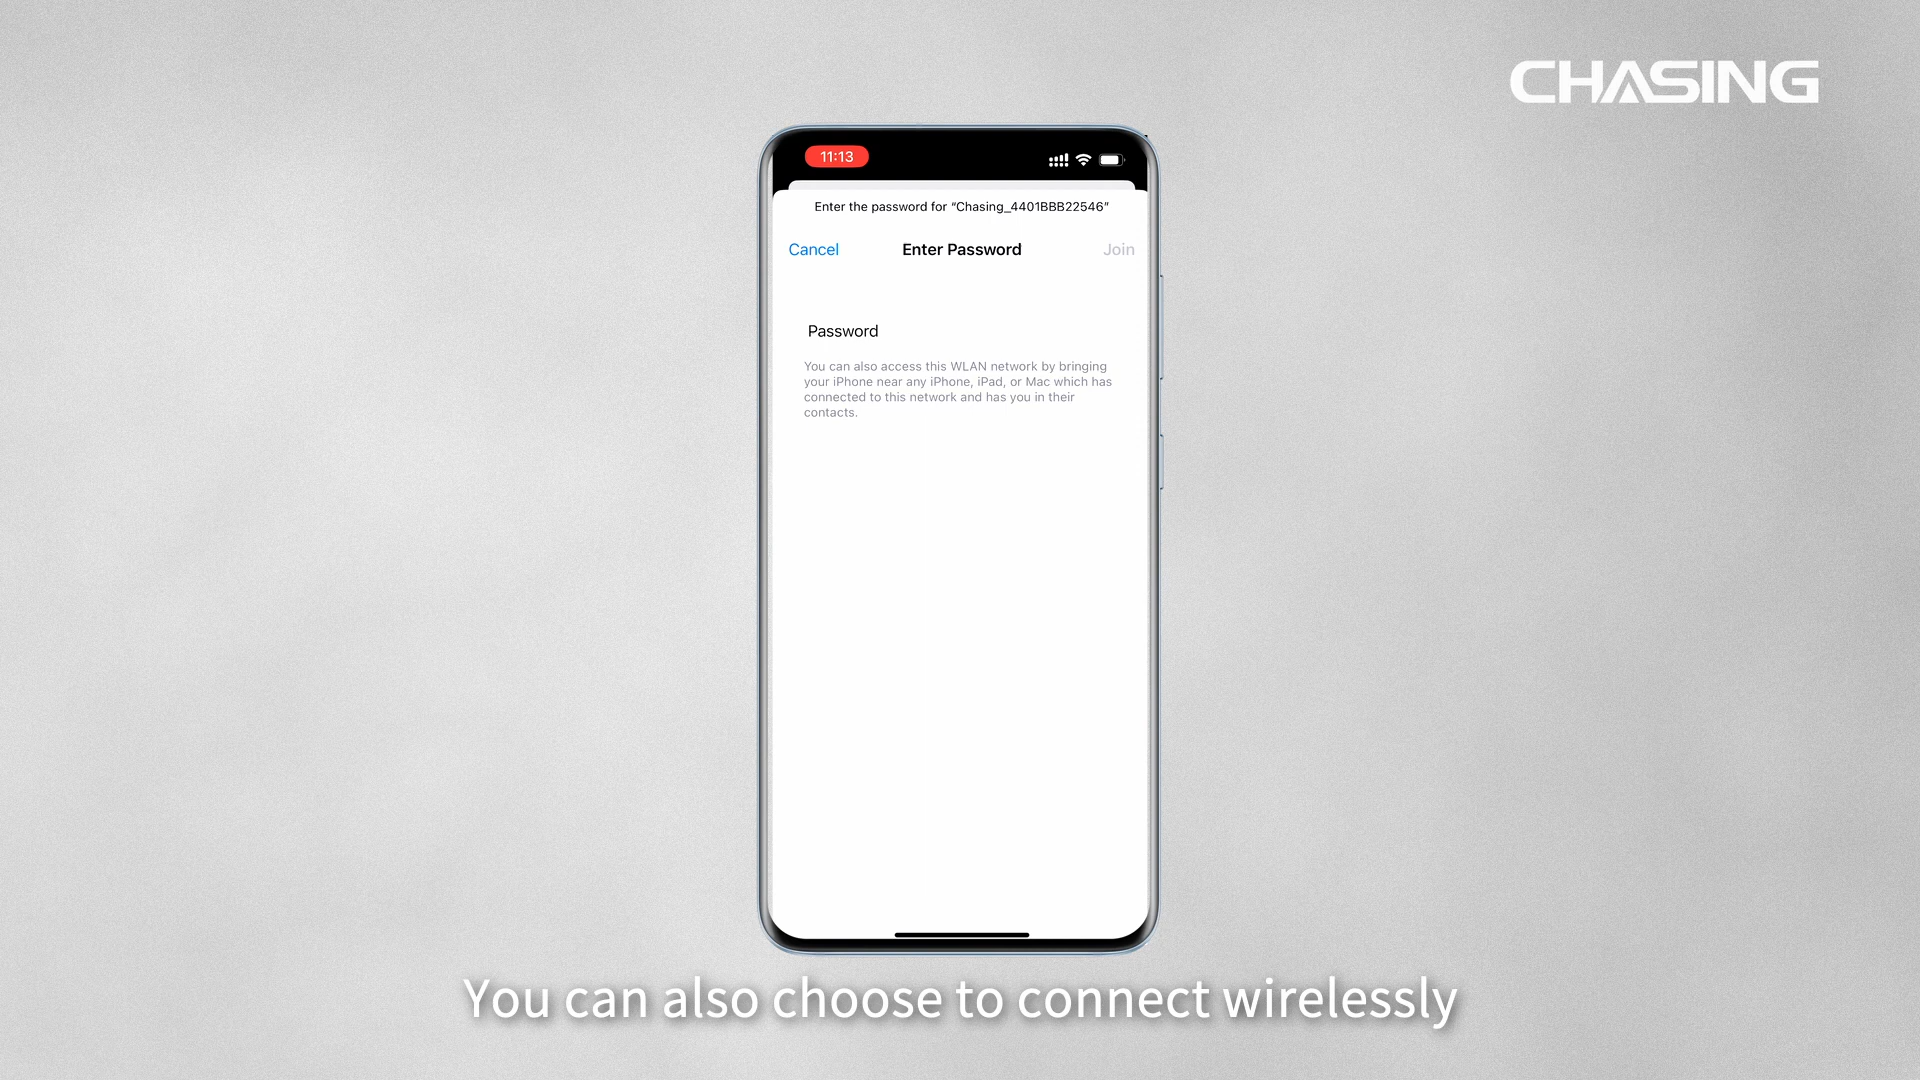 CHASING
11:13
Enter the password for “Chasing_4401BBB22546”
Cancel
Enter Password
Join
Password
You can also access this WLAN network by bringing
your iPhone near any iPhone, iPad, or Mac which has
connected to this network and has you in their
contacts.
You can also choose to connect wirelessly